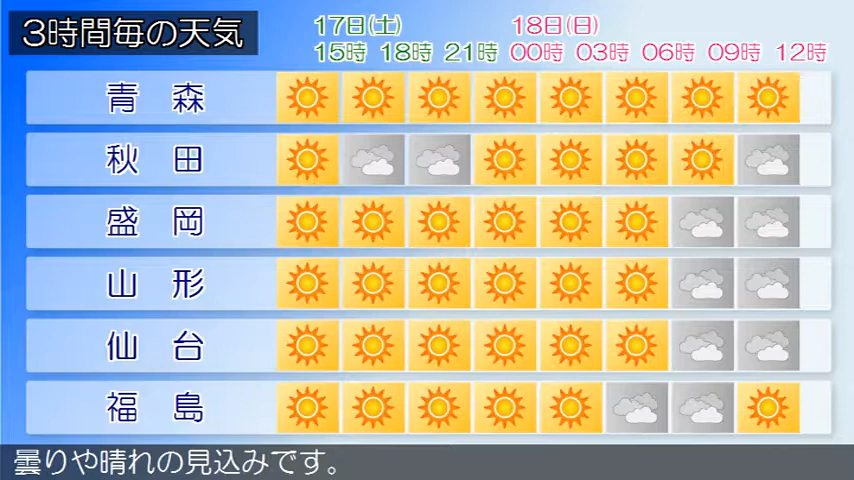 3時間毎の天気
17日(土) 18日(日)
15時 18時 21時 00時 03時 06時 09時 12時
青森
秋田
盛岡
山形
仙台
福島
曇りや晴れの見込みです。